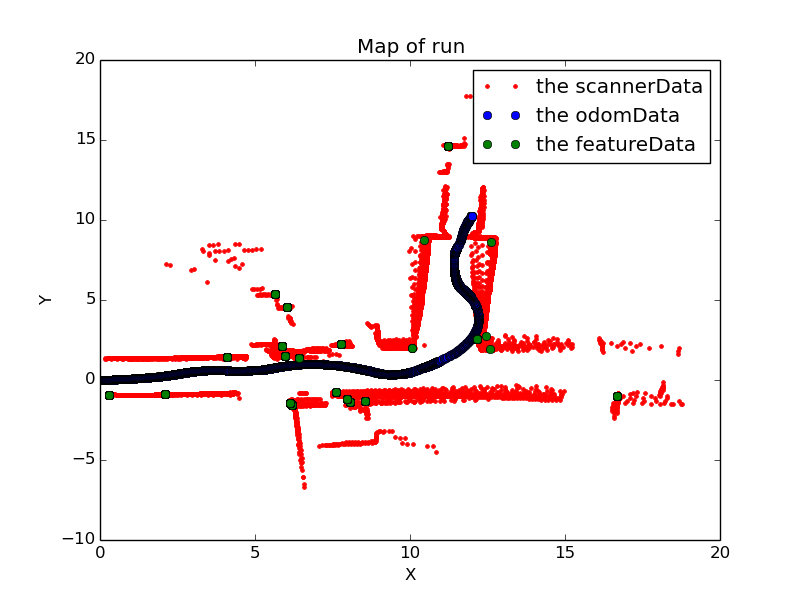 Map of run
the scannerData
the odomData
the featureData
20
15
10
5
0
−5
−10
Y
0 5 10 15 20
X